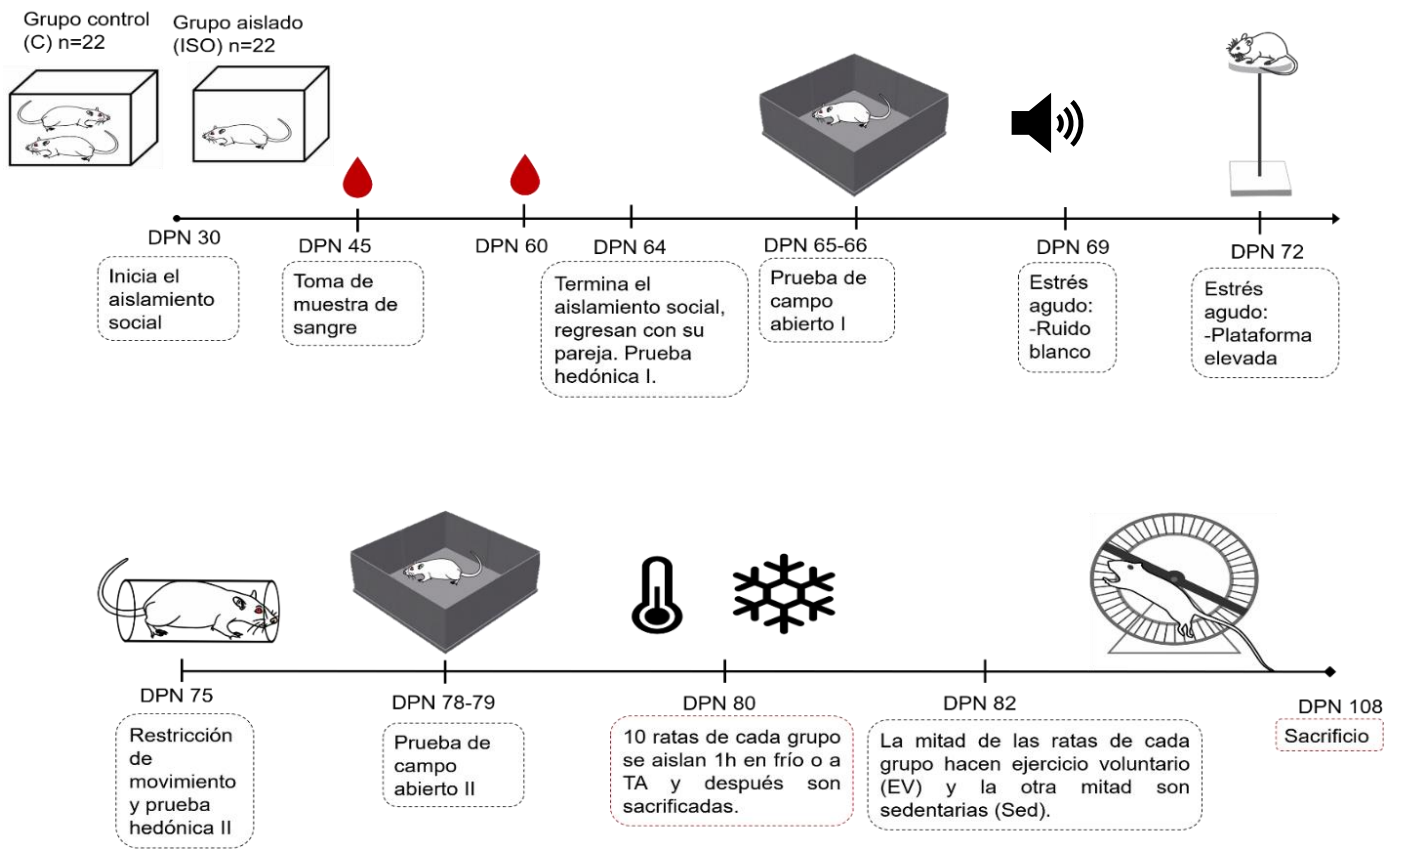 Grupo control
(C) n=22
Grupo aislado
(ISO) n=22
DPN 30
Inicia el
aislamiento
social
DPN 45
Toma de
muestra de
sangre
DPN 60
DPN 64
Termina el
aislamiento social,
regresan con su
pareja. Prueba
hedónica I.
DPN 65-66
Prueba de
campo
abierto I
DPN 69
Estrés
agudo:
-Ruido
blanco
DPN 72
Estrés
agudo:
-Plataforma
elevada
DPN 75
Restricción
de
movimiento
y prueba
hedónica II
DPN 78-79
Prueba de
campo
abierto II
DPN 80
10 ratas de cada grupo
se aislan 1h en frío o a
TA y después son
sacrificadas.
DPN 82
La mitad de las ratas de cada
grupo hacen ejercicio voluntario
(EV) y la otra mitad son
sedentarias (Sed).
DPN 108
Sacrificio